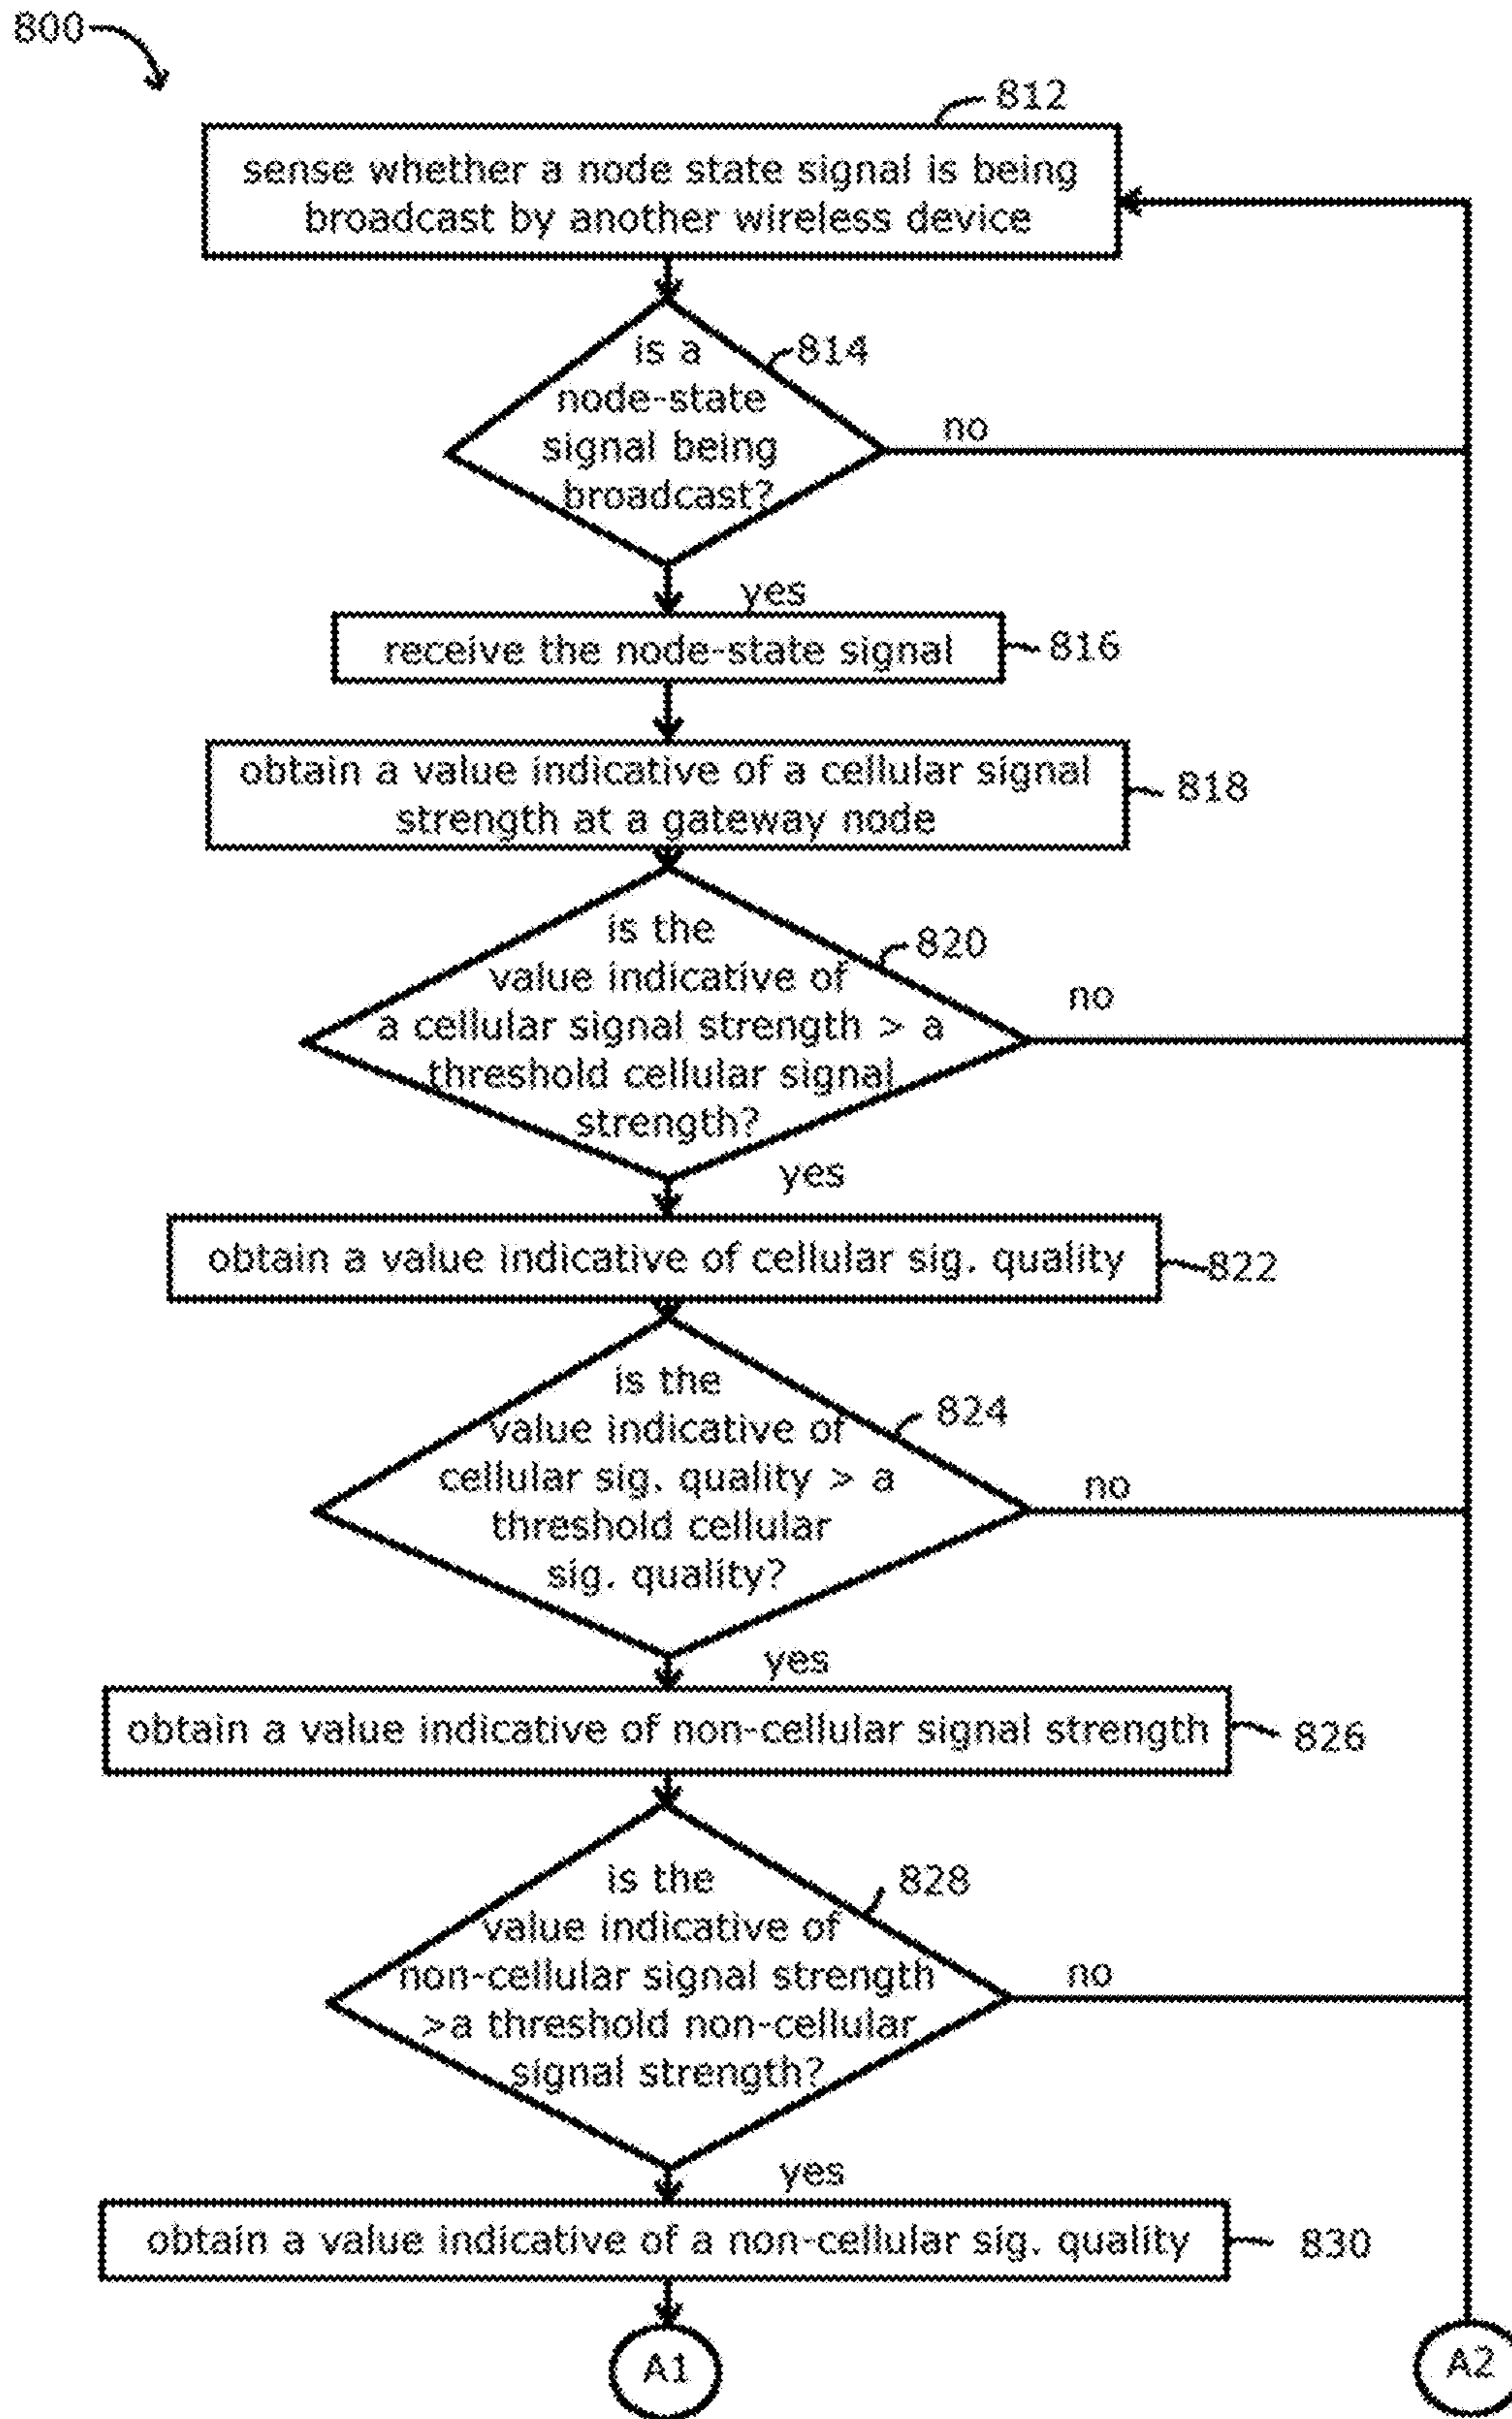 800
812
sense whether a node state signal is being
broadcast by another wireless device
is a
814
node-state
signal being
broadcast?
no
yes
receive the node-state signal
816
obtain a value indicative of a cellular signal
strength at a gateway node
818
is the
820
value indicative of
a cellular signal strength > a
threshold cellular signal
strength?
no
yes
obtain a value indicative of cellular sig. quality
822
is the
824
value indicative of
cellular sig. quality > a
threshold cellular
sig. quality?
no
yes
obtain a value indicative of non-cellular signal strength
826
is the
828
value indicative of
non-cellular signal strength
>a threshold non-cellular
signal strength?
no
yes
obtain a value indicative of a non-cellular sig. quality
830
A1
A2